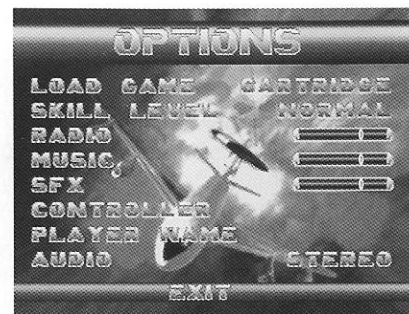 OPTIONS
LOAD GAME CARTRIDGE
SKILL LEVEL NORMAL
RADIO
MUSIC
SFX
CONTROLLER
PLAYER NAME
AUDIO STEREO
EXIT